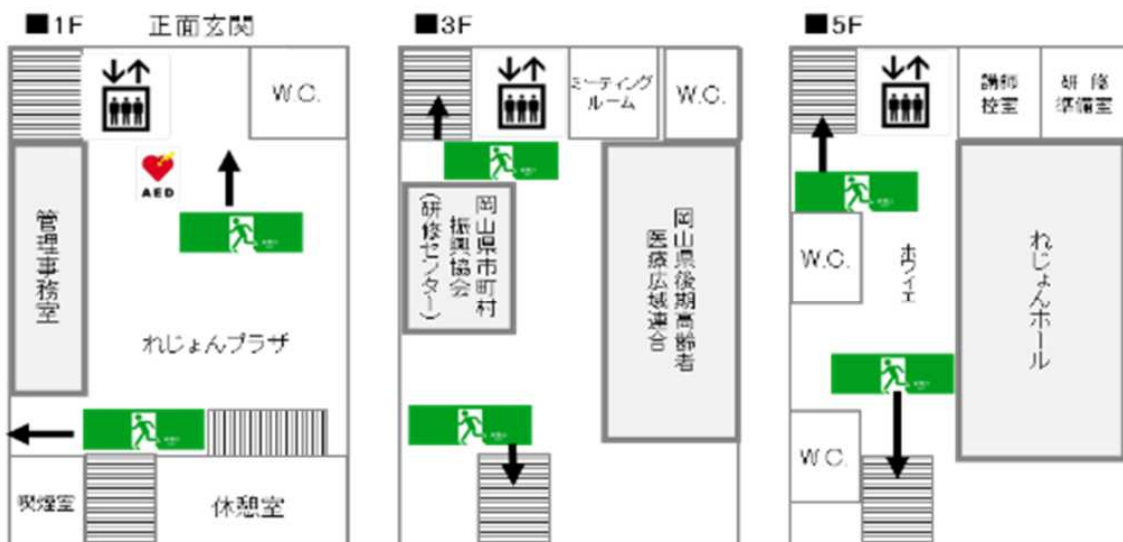 ■1F
正面玄関
W.C.
AED
管理事務室
れじょんプラザ
喫煙室
休憩室
■3F
ミーティング
ルーム
W.C.
岡山県市町村
振興協会
(研修センター)
岡山県後期高齢者
医療広域連合
■5F
講師
控室
研修
準備室
W.C.
ホワイエ
れじょんホール
W.C.